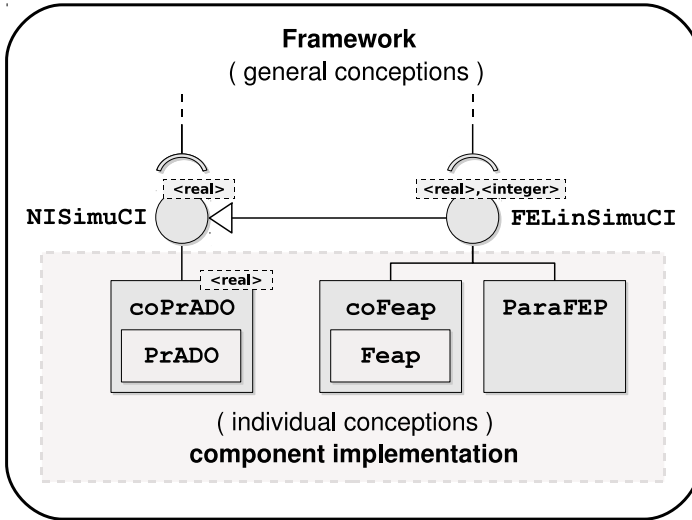 Framework
( general conceptions )
<real>
<real>,<integer>
NISimuCI
FELinSimuCI
<real>
coPrADO
coFeap
ParaFEP
PrADO
Feap
( individual conceptions )
component implementation